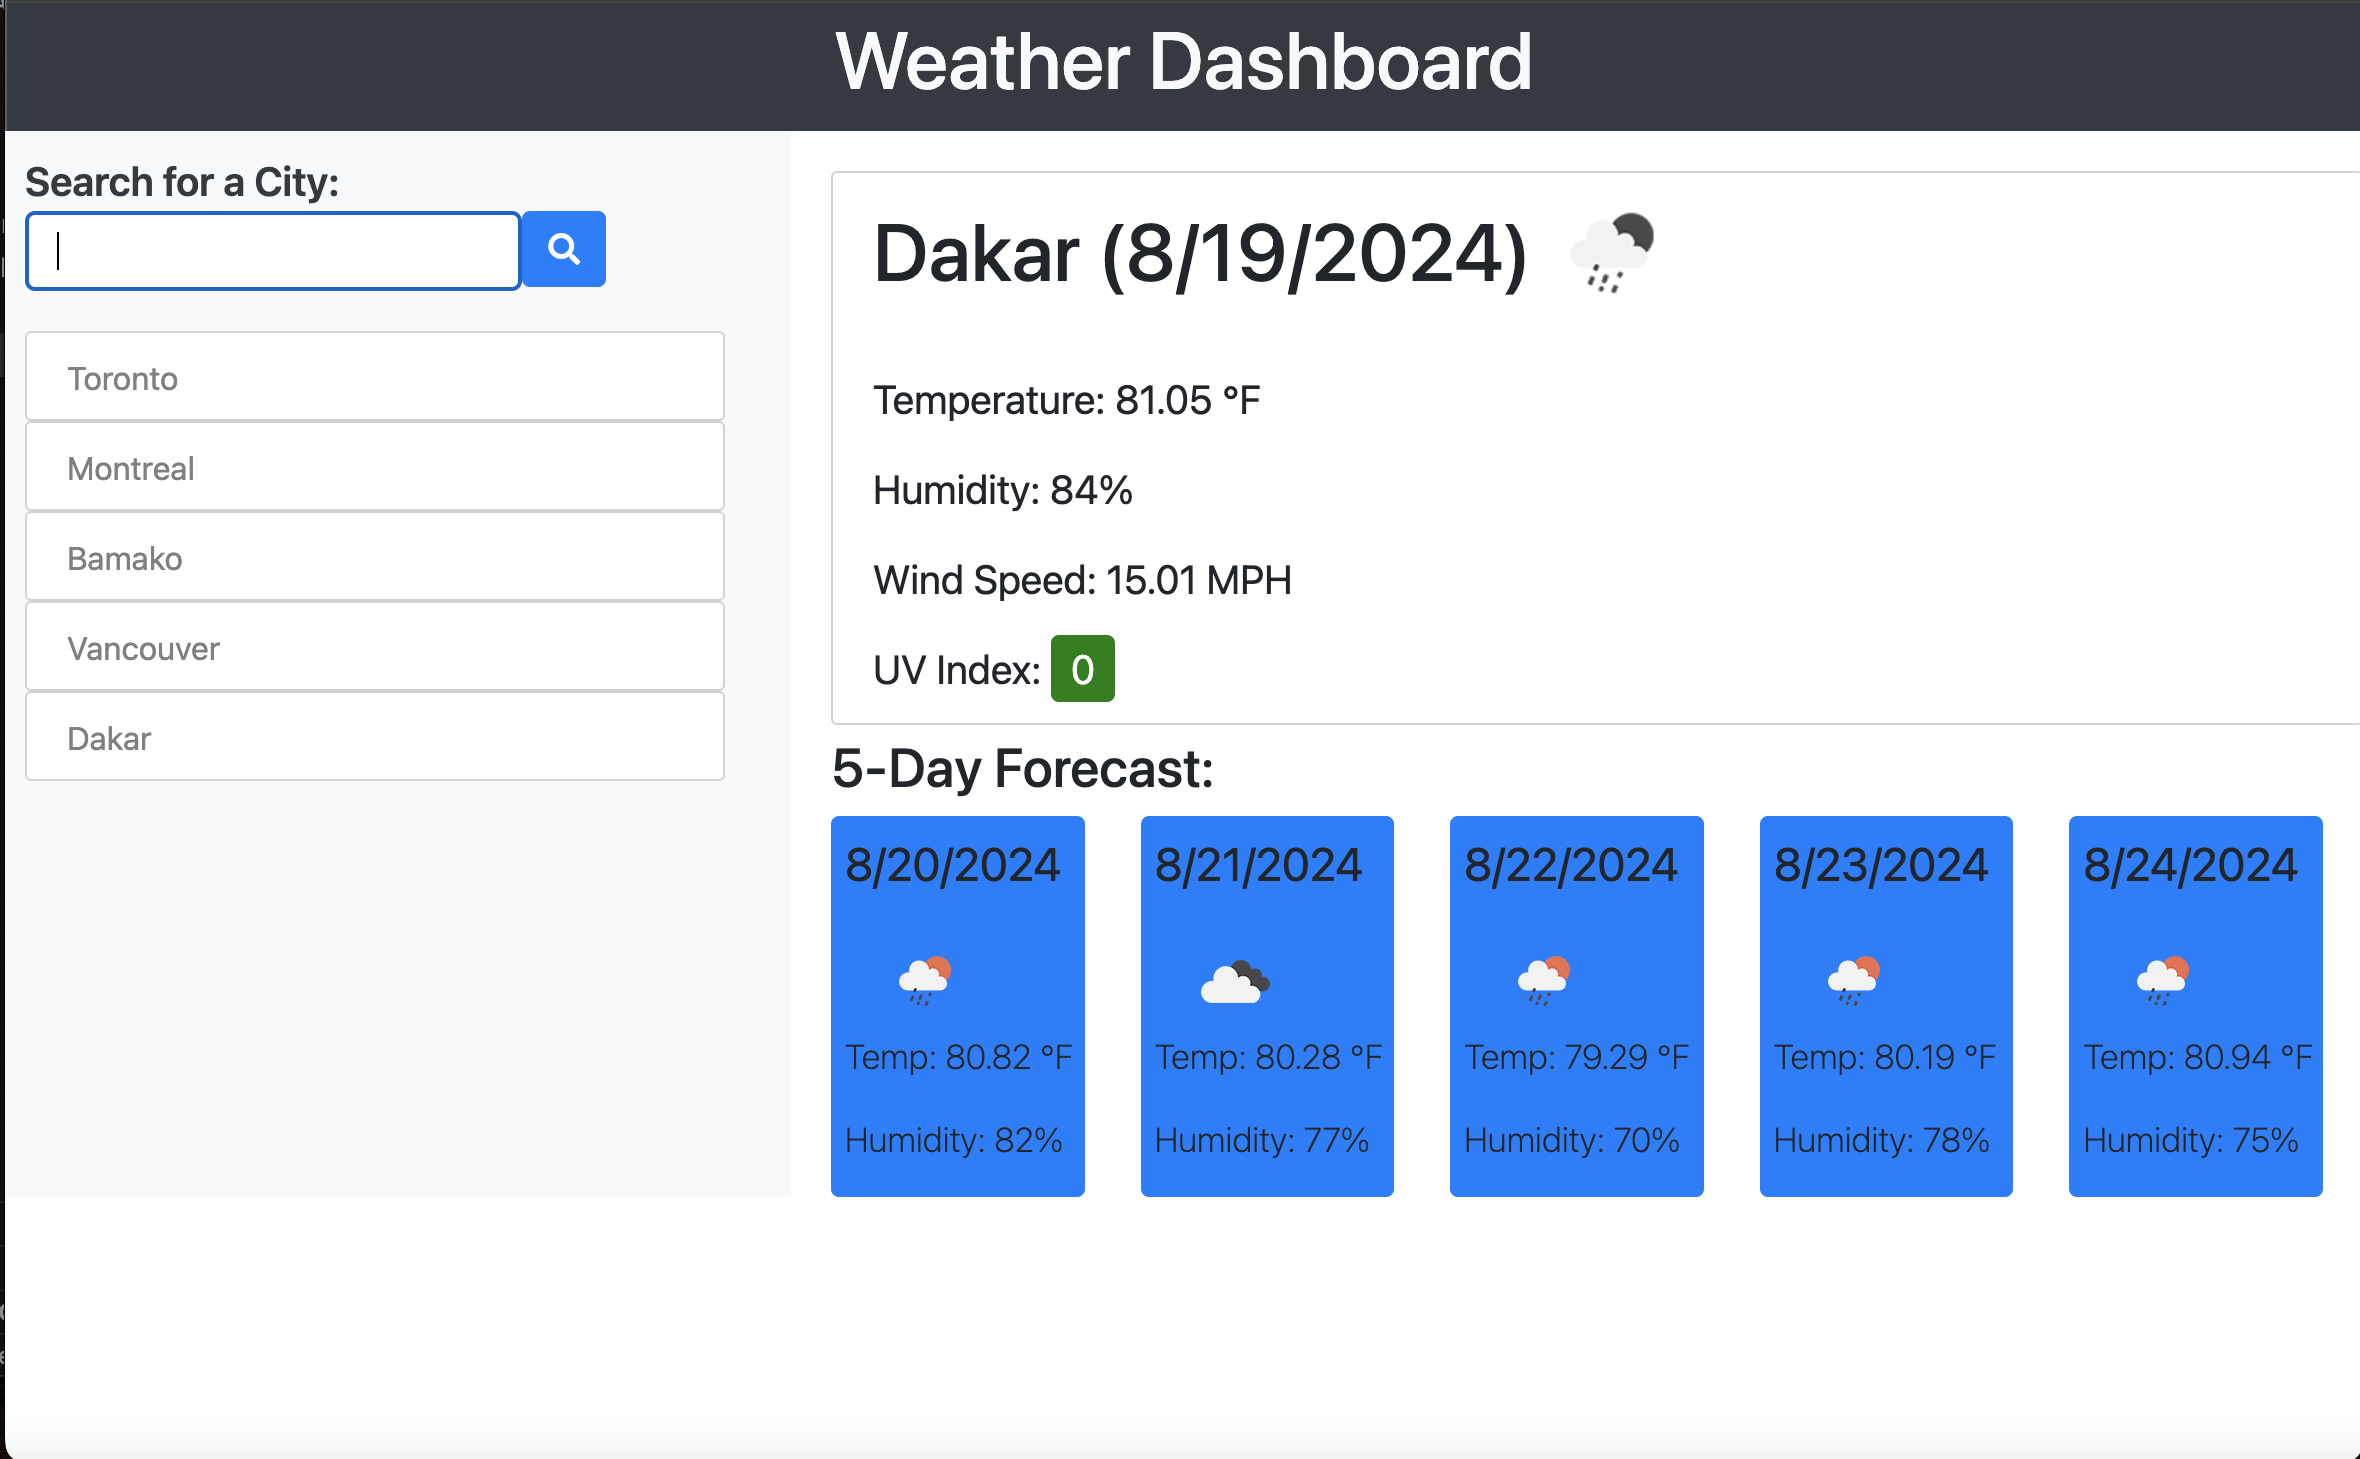 Weather Dashboard
Search for a City:
Toronto
Montreal
Bamako
Vancouver
Dakar
Dakar (8/19/2024)
Temperature: 81.05 °F
Humidity: 84%
Wind Speed: 15.01 MPH
UV Index: 0
5-Day Forecast:
8/20/2024
Temp: 80.82 °F
Humidity: 82%
8/21/2024
Temp: 80.28 °F
Humidity: 77%
8/22/2024
Temp: 79.29 °F
Humidity: 70%
8/23/2024
Temp: 80.19 °F
Humidity: 78%
8/24/2024
Temp: 80.94 °F
Humidity: 75%